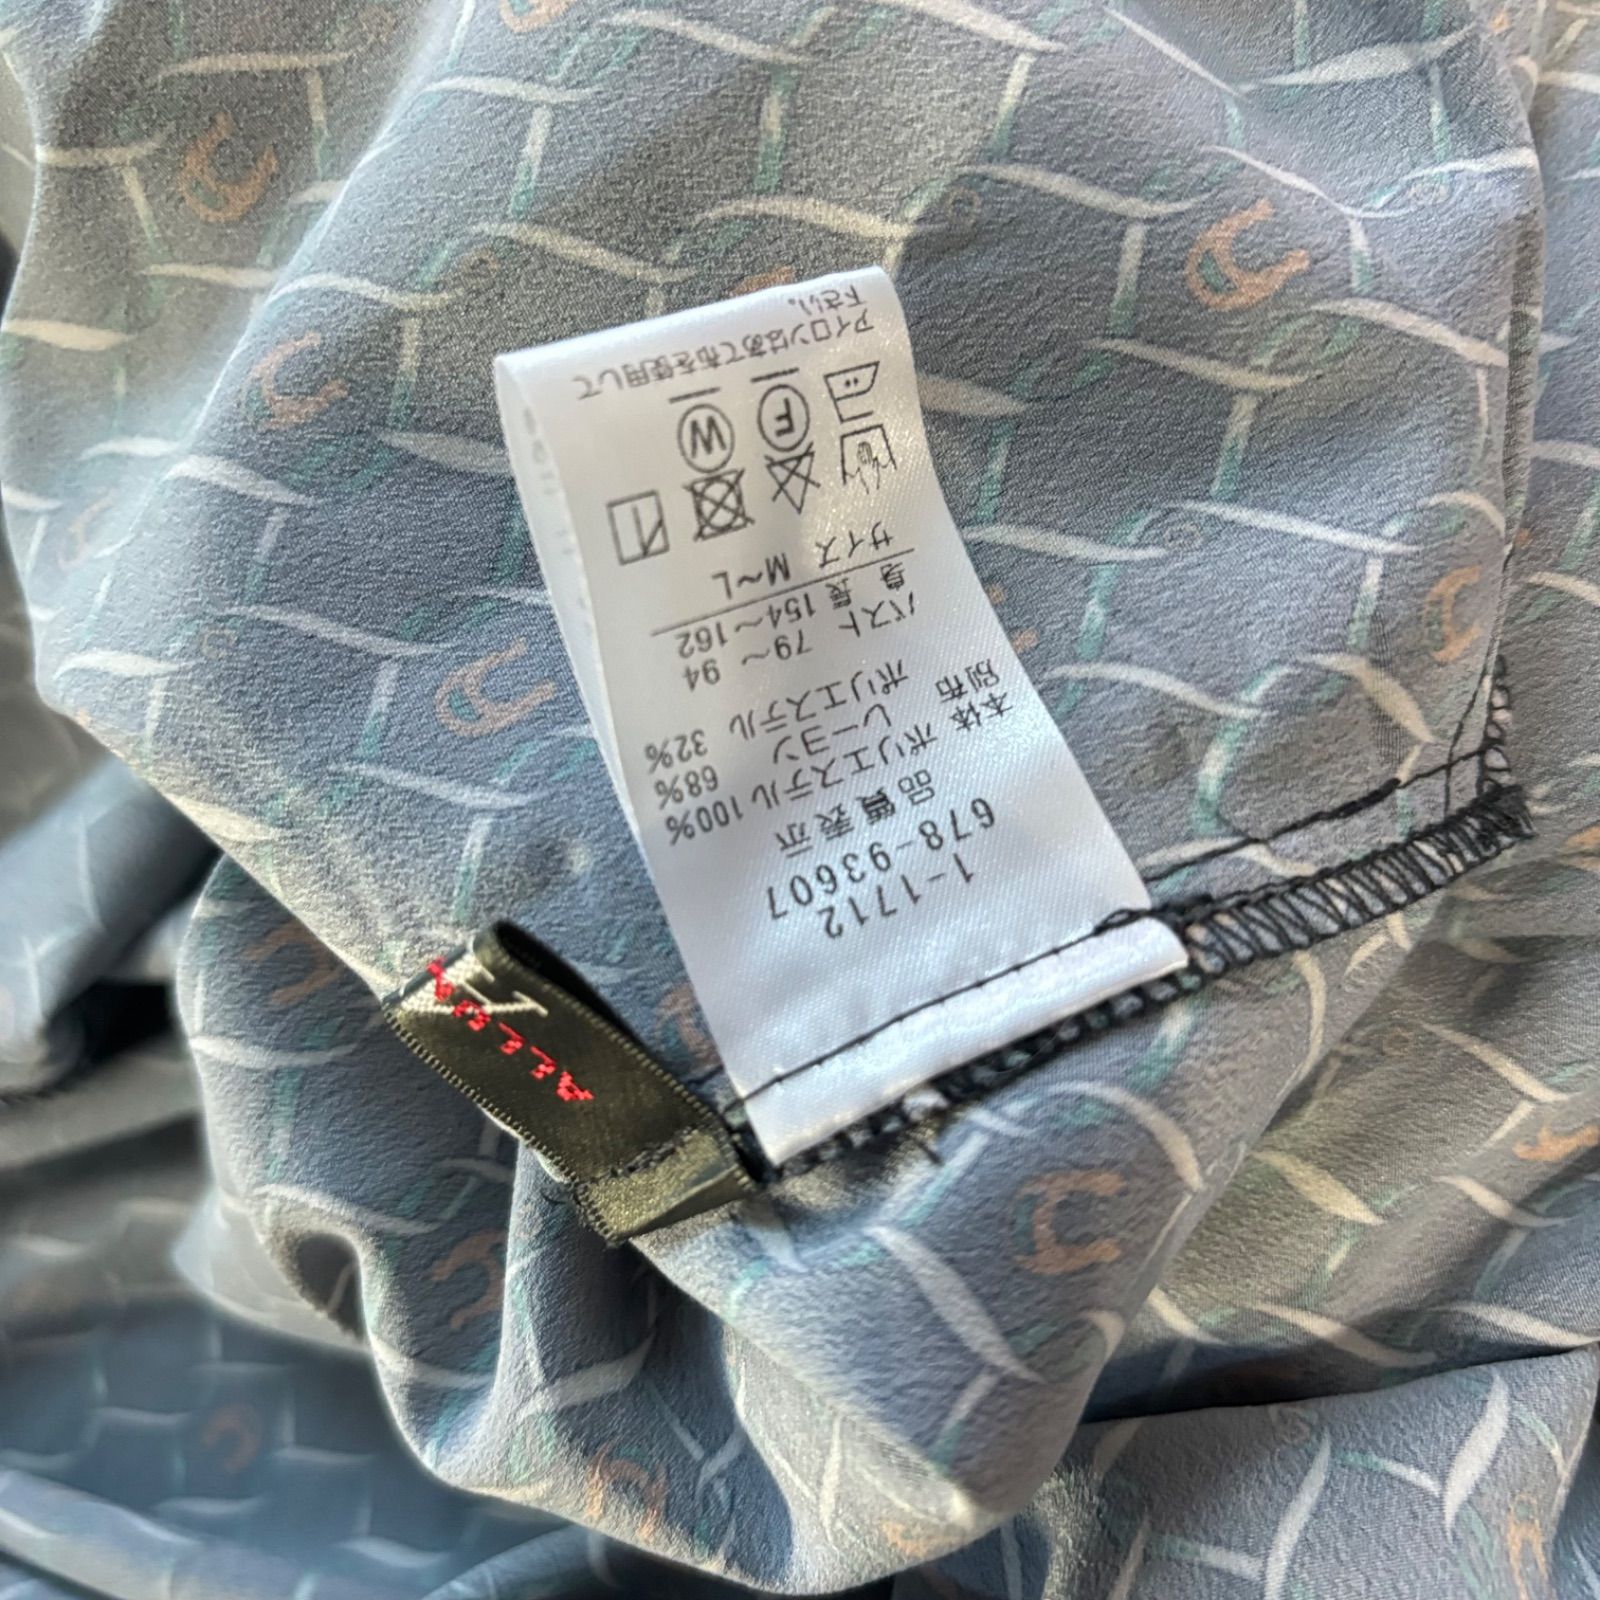 1-1712
678-93607
品質表示
本体 ポリエステル 100%
別布 レーヨン 68%
ポリエステル 32%
バスト 79～ 94
身長 154～162
サイズ M～L
W
F
アイロンはあて布を使用して
下さい。